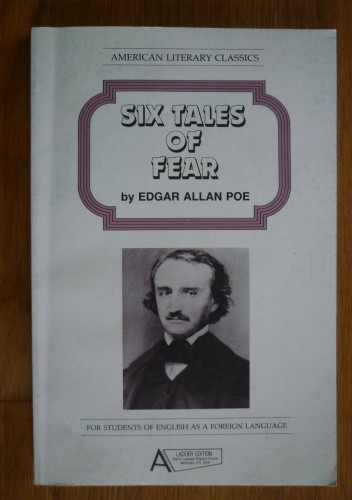 AMERICAN LITERARY CLASSICS
SIX TALES
OF
FEAR
by EDGAR ALLAN POE
FOR STUDENTS OF ENGLISH AS A FOREIGN LANGUAGE
A
LADDER EDITION